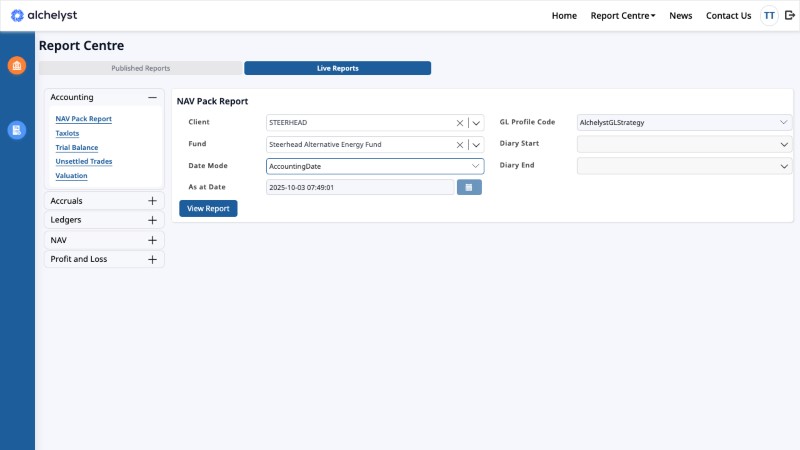 alchelyst
Home
Report Centre
News
Contact Us
TT
Report Centre
Published Reports
Live Reports
Accounting
NAV Pack Report
Taxlots
Trial Balance
Unsettled Trades
Valuation
Accruals
Ledgers
NAV
Profit and Loss
NAV Pack Report
Client
STEERHEAD
GL Profile Code
AlchelystGLStrategy
Fund
Steerhead Alternative Energy Fund
Diary Start
Date Mode
AccountingDate
Diary End
As at Date
2025-10-03 07:49:01
View Report